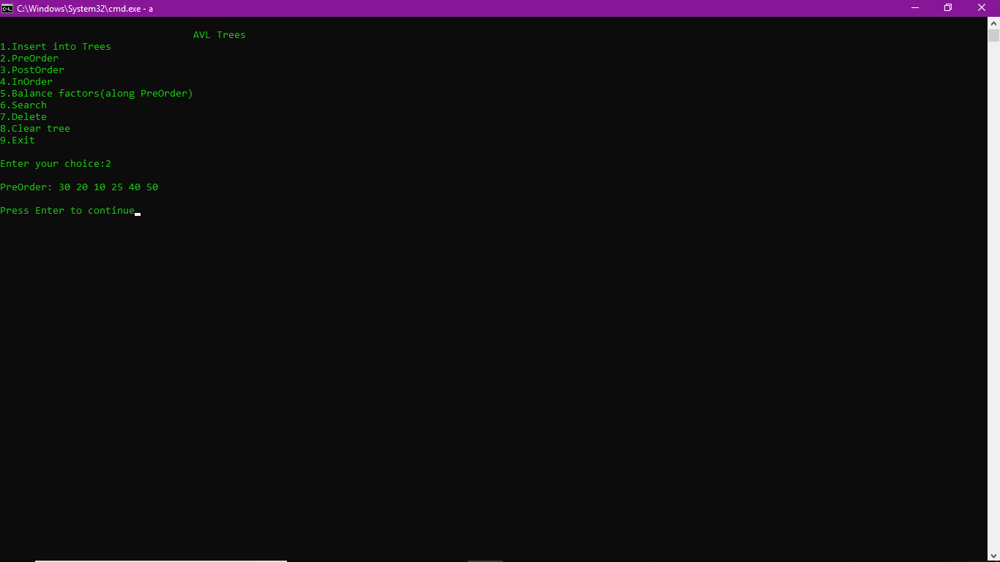 C:\Windows\System32\cmd.exe - a
AVL Trees
1.Insert into Trees
2.PreOrder
3.PostOrder
4.InOrder
5.Balance factors(along PreOrder)
6.Search
7.Delete
8.Clear tree
9.Exit
Enter your choice:2
PreOrder: 30 20 10 25 40 50
Press Enter to continue